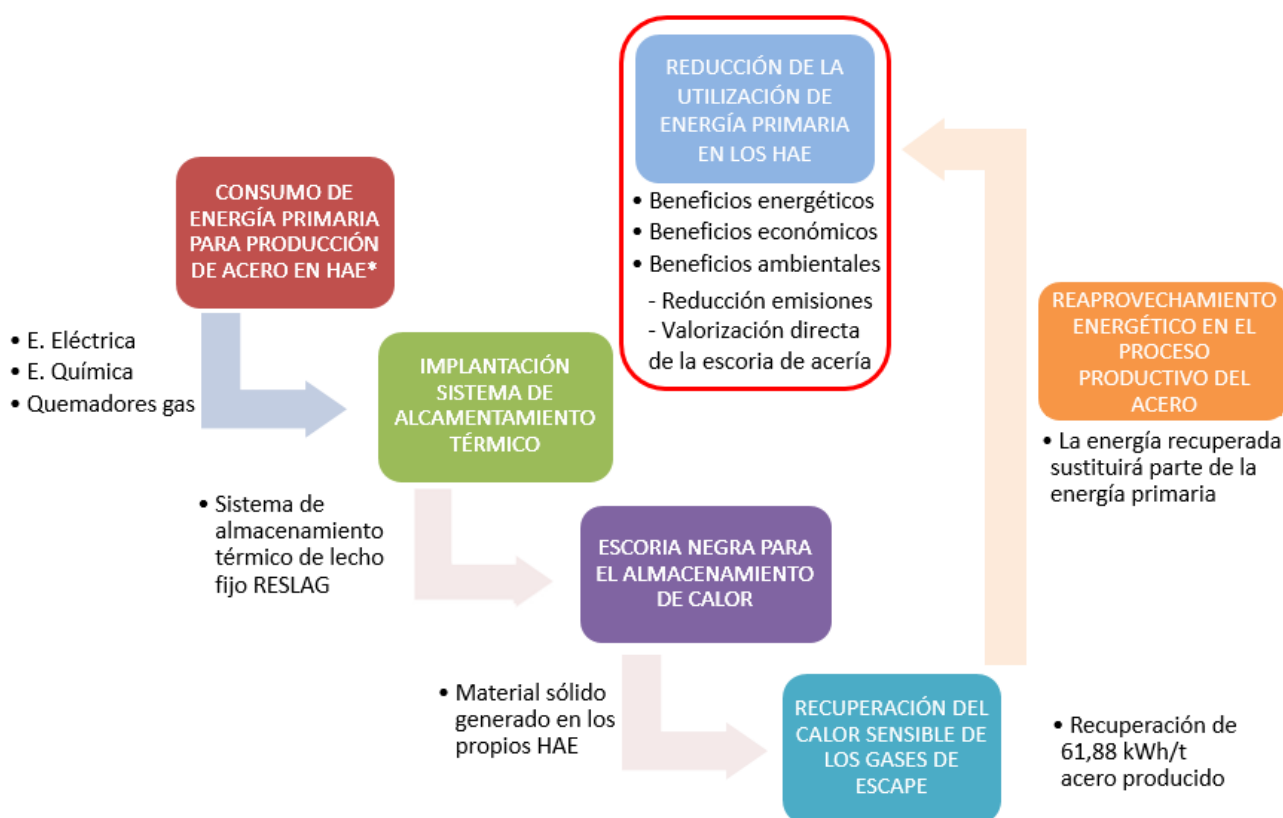 CONSUMO DE
ENERGÍA PRIMARIA
PARA PRODUCCIÓN
DE ACERO EN HAE*
• E. Eléctrica
• E. Química
• Quemadores gas
IMPLANTACIÓN
SISTEMA DE
ALCAMENTAMIENTO
TÉRMICO
• Sistema de
almacenamiento
térmico de lecho
fijo RESLAG
ESCORIA NEGRA PARA
EL ALMACENAMIENTO
DE CALOR
• Material sólido
generado en los
propios HAE
RECUPERACIÓN DEL
CALOR SENSIBLE DE
LOS GASES DE
ESCAPE
• Recuperación de
61,88 kWh/t
acero producido
REAPROVECHAMIENTO
ENERGÉTICO EN EL
PROCESO
PRODUCTIVO DEL
ACERO
• La energía recuperada
sustituirá parte de la
energía primaria
REDUCCIÓN DE LA
UTILIZACIÓN DE
ENERGÍA PRIMARIA
EN LOS HAE
• Beneficios energéticos
• Beneficios económicos
• Beneficios ambientales
- Reducción emisiones
- Valorización directa
de la escoria de acería